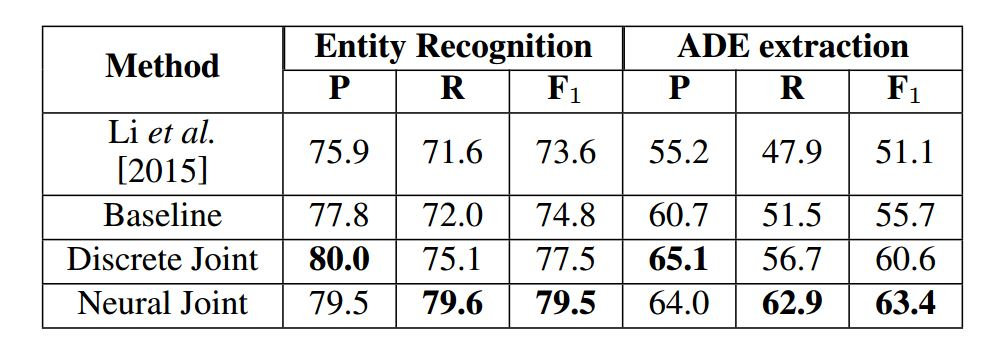 Method Entity Recognition ADE extraction
P R F1 P R F1
Li et al. [2015] 75.9 71.6 73.6 55.2 47.9 51.1
Baseline 77.8 72.0 74.8 60.7 51.5 55.7
Discrete Joint 80.0 75.1 77.5 65.1 56.7 60.6
Neural Joint 79.5 79.6 79.5 64.0 62.9 63.4